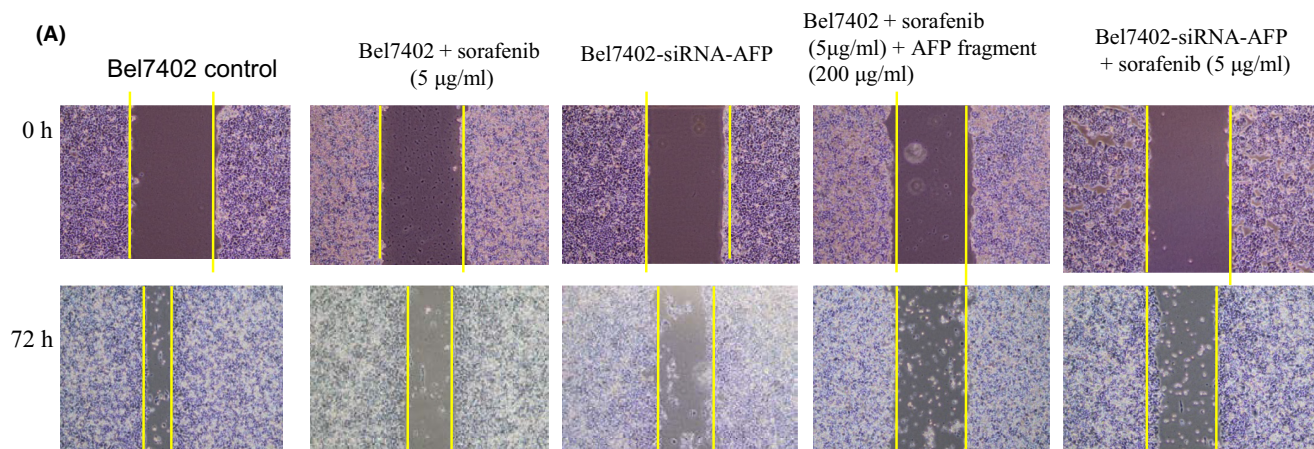 (A)
Bel7402 control
Bel7402 + sorafenib
(5 μg/ml)
Bel7402-siRNA-AFP
Bel7402 + sorafenib
(5μg/ml) + AFP fragment
(200 μg/ml)
Bel7402-siRNA-AFP
+ sorafenib (5 μg/ml)
0 h
72 h